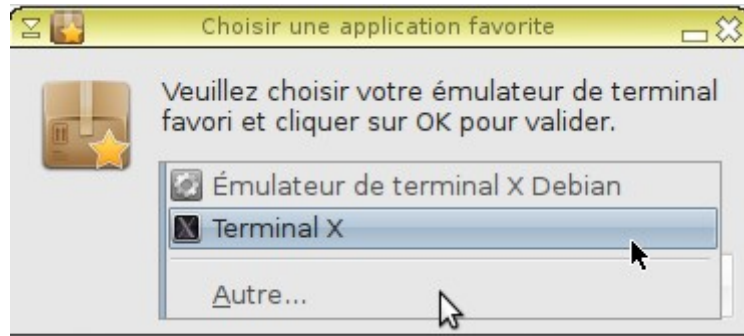 Choisir une application favorite
Veuillez choisir votre émulateur de terminal
favori et cliquer sur OK pour valider.
Émulateur de terminal X Debian
Terminal X
Autre...